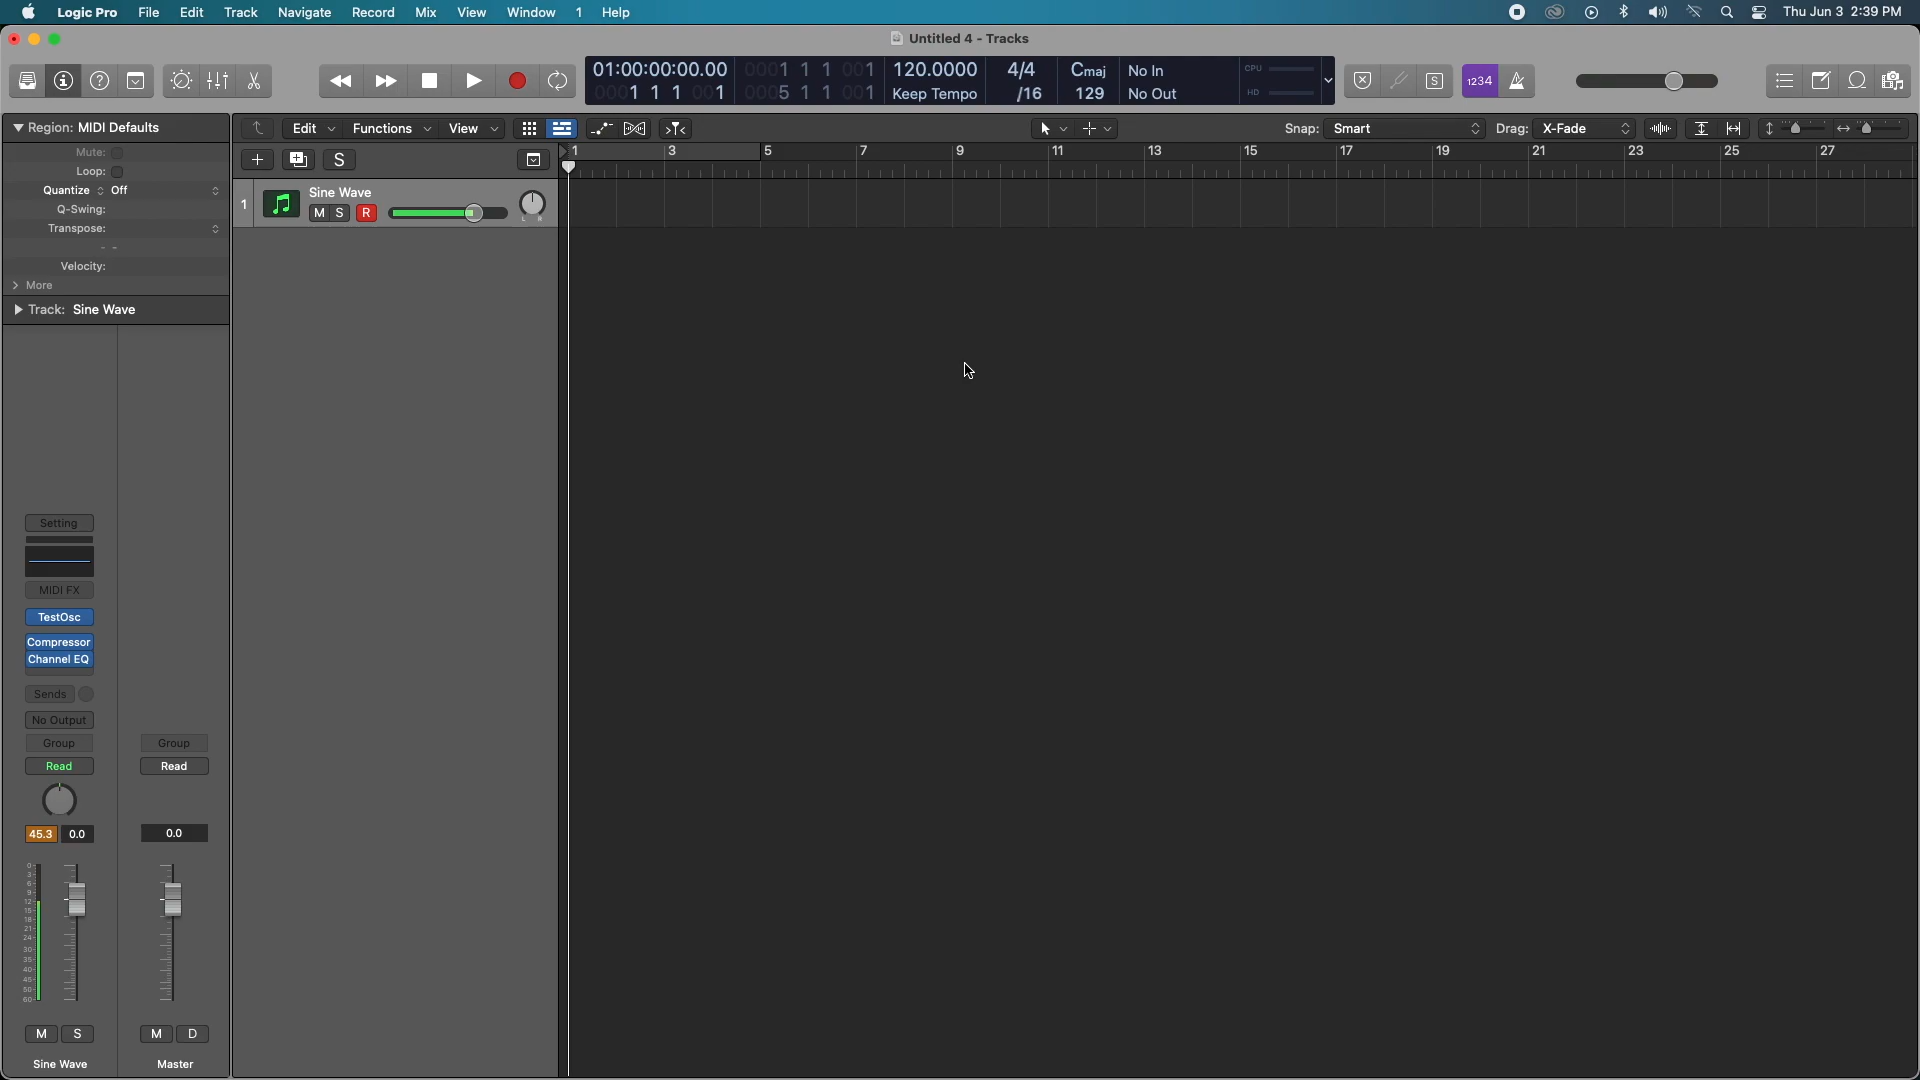 Logic Pro File Edit Track Navigate Record Mix View Window 1 Help Thu Jun 3 2:39 PM
Untitled 4 - Tracks
01:00:00:00.00 0001 1 1 001 120.0000 4/4 Cmaj No In CPU
0001 1 1 001 0005 1 1 001 Keep Tempo /16 129 No Out HD
S 1234
Region: MIDI Defaults
Edit Functions View Snap: Smart Drag: X-Fade
Mute:
Loop:
Quantize Off
Q-Swing:
Transpose:
- -
Velocity:
More
Track: Sine Wave
S
1 3 5 7 9 11 13 15 17 19 21 23 25 27
1 Sine Wave
M S R L R
Setting
MIDI FX
TestOsc
Compressor
Channel EQ
Sends
No Output
Group Group
Read Read
45.3 0.0 0.0
0
3
6
9
12
15
18
21
24
30
35
40
45
50
60
M S M D
Sine Wave Master